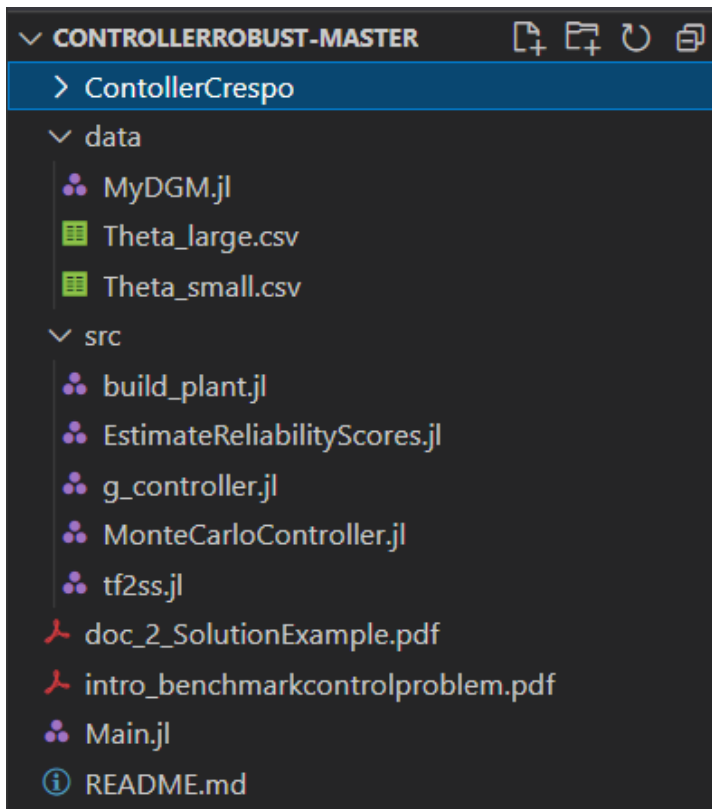 CONTROLLERROBUST-MASTER
ContollerCrespo
data
MyDGM.jl
Theta_large.csv
Theta_small.csv
src
build_plant.jl
EstimateReliabilityScores.jl
g_controller.jl
MonteCarloController.jl
tf2ss.jl
doc_2_SolutionExample.pdf
intro_benchmarkcontrolproblem.pdf
Main.jl
README.md